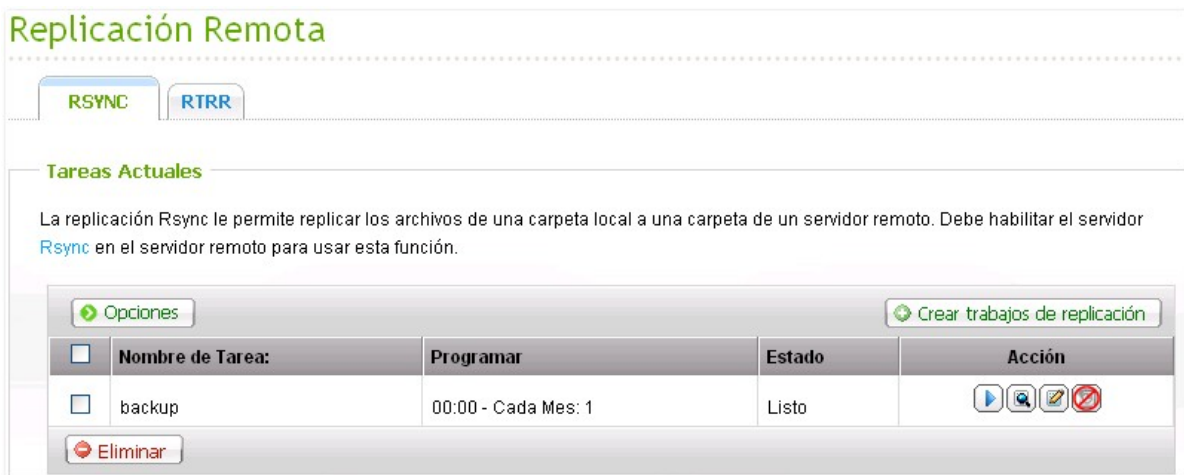 Replicación Remota
RSYNC
RTRR
Tareas Actuales
La replicación Rsync le permite replicar los archivos de una carpeta local a una carpeta de un servidor remoto. Debe habilitar el servidor
Rsync en el servidor remoto para usar esta función.
Opciones
Crear trabajos de replicación
Nombre de Tarea: Programar Estado Acción
backup 00:00 - Cada Mes: 1 Listo
Eliminar